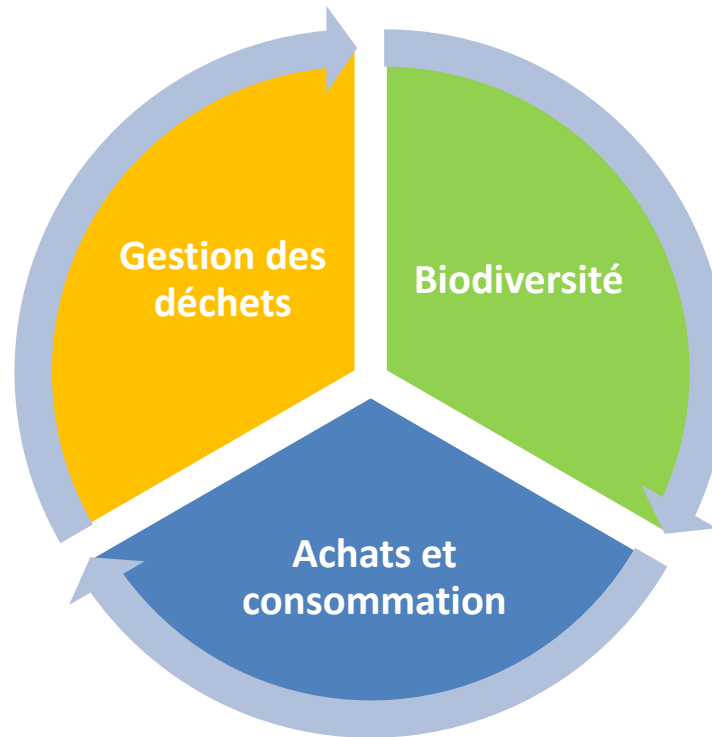 Gestion des
déchets
Biodiversité
Achats et
consommation